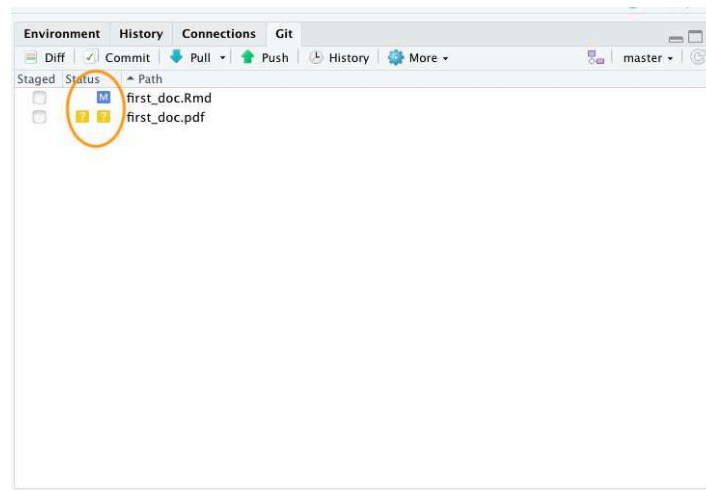 Environment History Connections Git
Diff Commit Pull Push History More master
Staged Status Path
M first_doc.Rmd
? ? first_doc.pdf